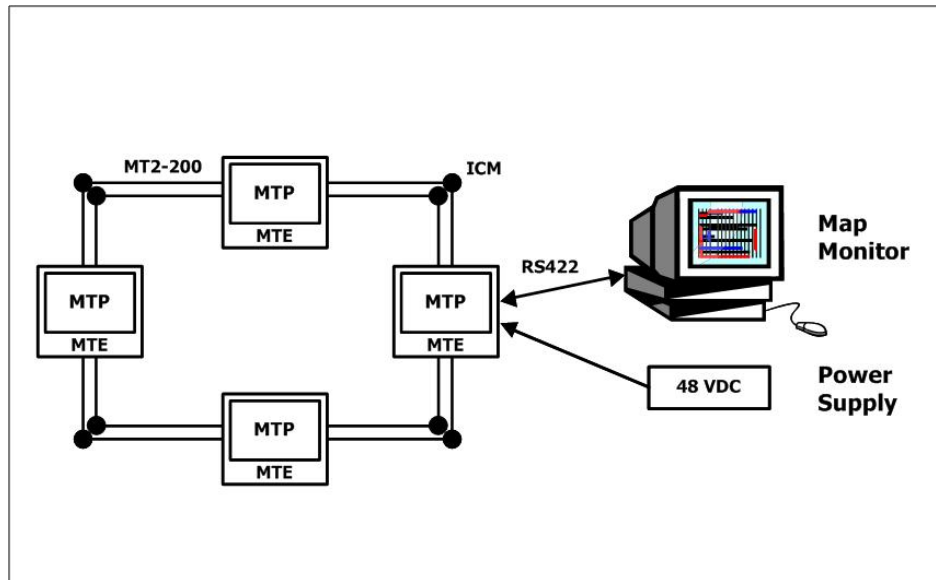 MT2-200
ICM
MTP
MTE
Map
Monitor
RS422
MTP
MTE
MTP
MTE
48 VDC
Power
Supply
MTP
MTE